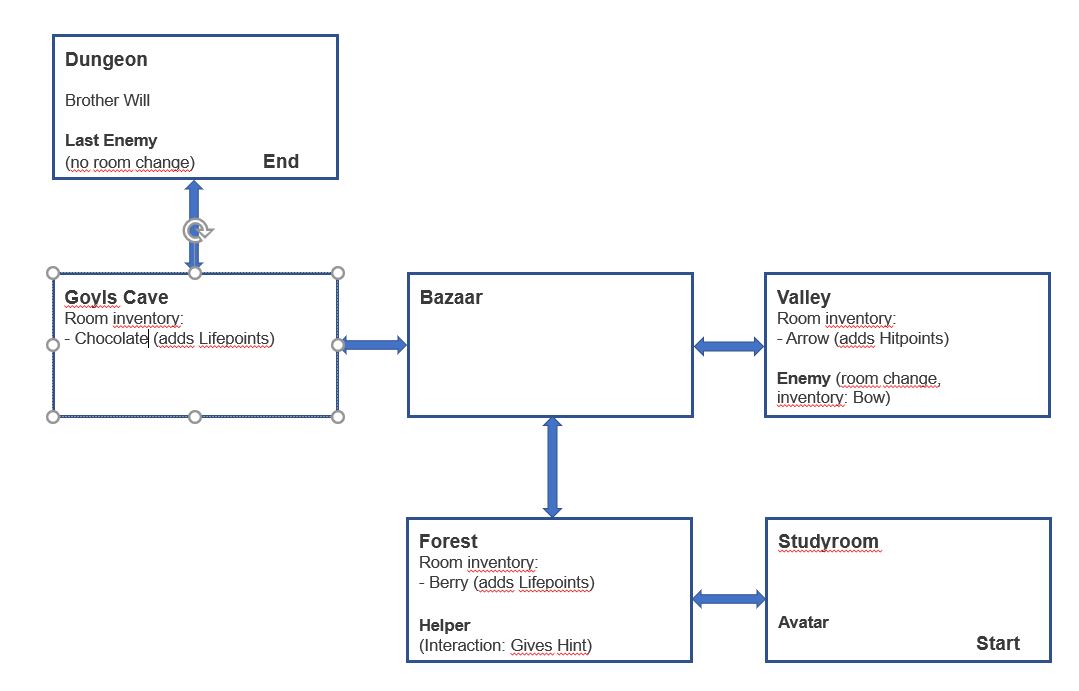 Dungeon
Brother Will
Last Enemy
(no room change)
End
Goyls Cave
Room inventory:
- Chocolate (adds Lifepoints)
Bazaar
Valley
Room inventory:
- Arrow (adds Hitpoints)
Enemy (room change,
inventory: Bow)
Forest
Room inventory:
- Berry (adds Lifepoints)
Helper
(Interaction: Gives Hint)
Studyroom
Avatar
Start